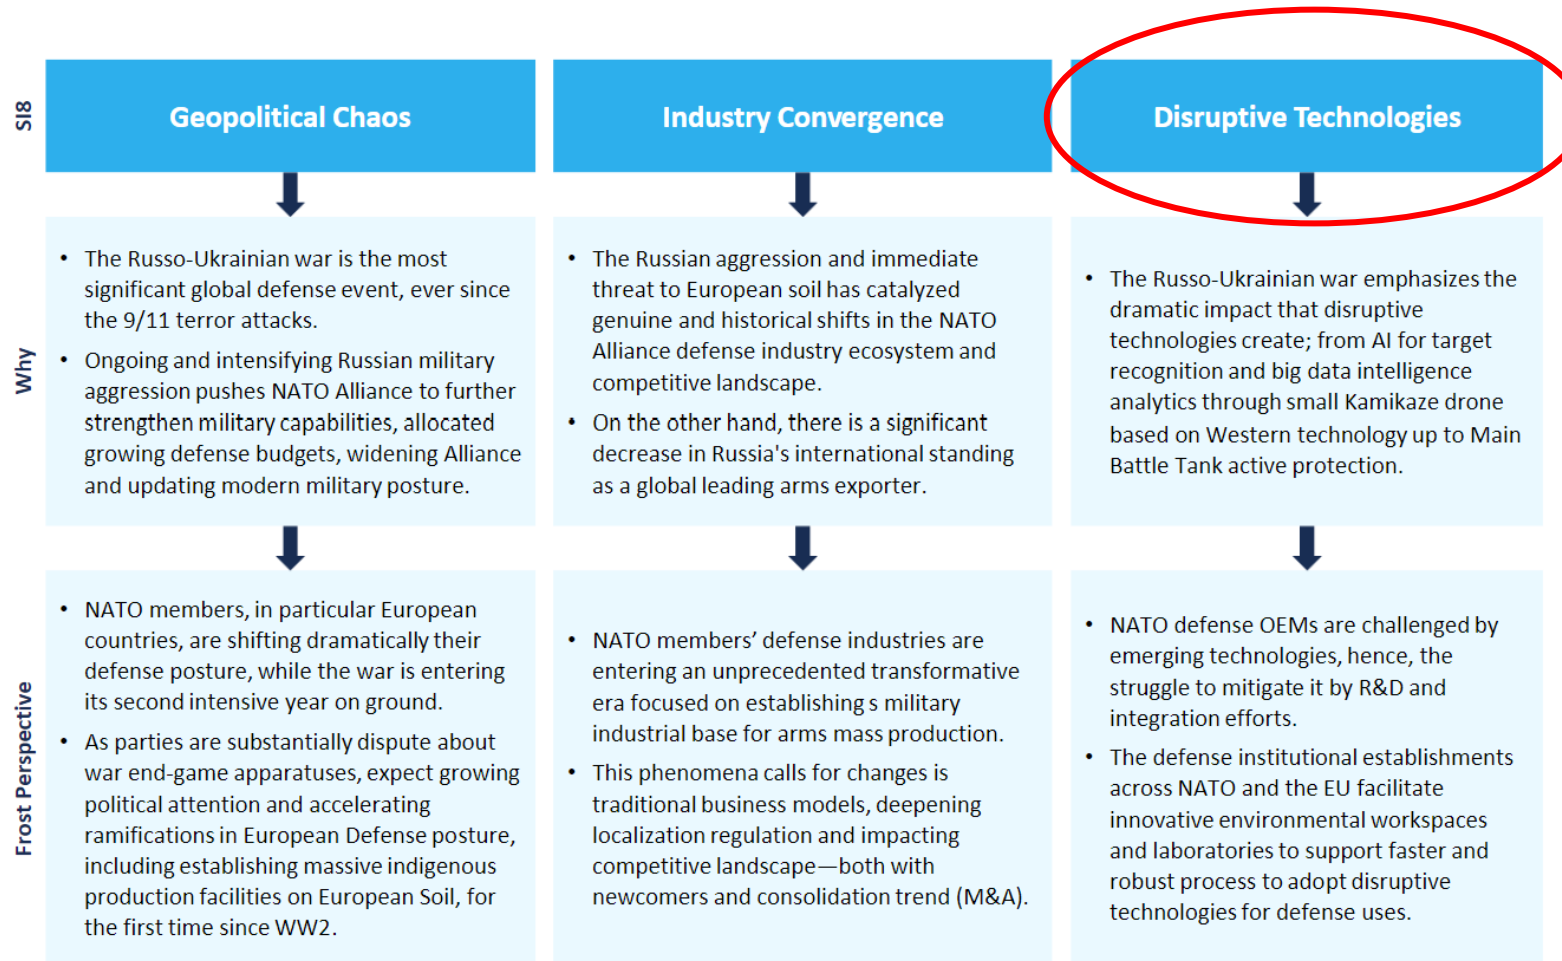 SI8
Geopolitical Chaos
Industry Convergence
Disruptive Technologies
Why
• The Russo-Ukrainian war is the most
significant global defense event, ever since
the 9/11 terror attacks.
• Ongoing and intensifying Russian military
aggression pushes NATO Alliance to further
strengthen military capabilities, allocated
growing defense budgets, widening Alliance
and updating modern military posture.
• The Russian aggression and immediate
threat to European soil has catalyzed
genuine and historical shifts in the NATO
Alliance defense industry ecosystem and
competitive landscape.
• On the other hand, there is a significant
decrease in Russia's international standing
as a global leading arms exporter.
• The Russo-Ukrainian war emphasizes the
dramatic impact that disruptive
technologies create; from AI for target
recognition and big data intelligence
analytics through small Kamikaze drone
based on Western technology up to Main
Battle Tank active protection.
Frost Perspective
• NATO members, in particular European
countries, are shifting dramatically their
defense posture, while the war is entering
its second intensive year on ground.
• As parties are substantially dispute about
war end-game apparatuses, expect growing
political attention and accelerating
ramifications in European Defense posture,
including establishing massive indigenous
production facilities on European Soil, for
the first time since WW2.
• NATO members’ defense industries are
entering an unprecedented transformative
era focused on establishing s military
industrial base for arms mass production.
• This phenomena calls for changes is
traditional business models, deepening
localization regulation and impacting
competitive landscape—both with
newcomers and consolidation trend (M&A).
• NATO defense OEMs are challenged by
emerging technologies, hence, the
struggle to mitigate it by R&D and
integration efforts.
• The defense institutional establishments
across NATO and the EU facilitate
innovative environmental workspaces
and laboratories to support faster and
robust process to adopt disruptive
technologies for defense uses.